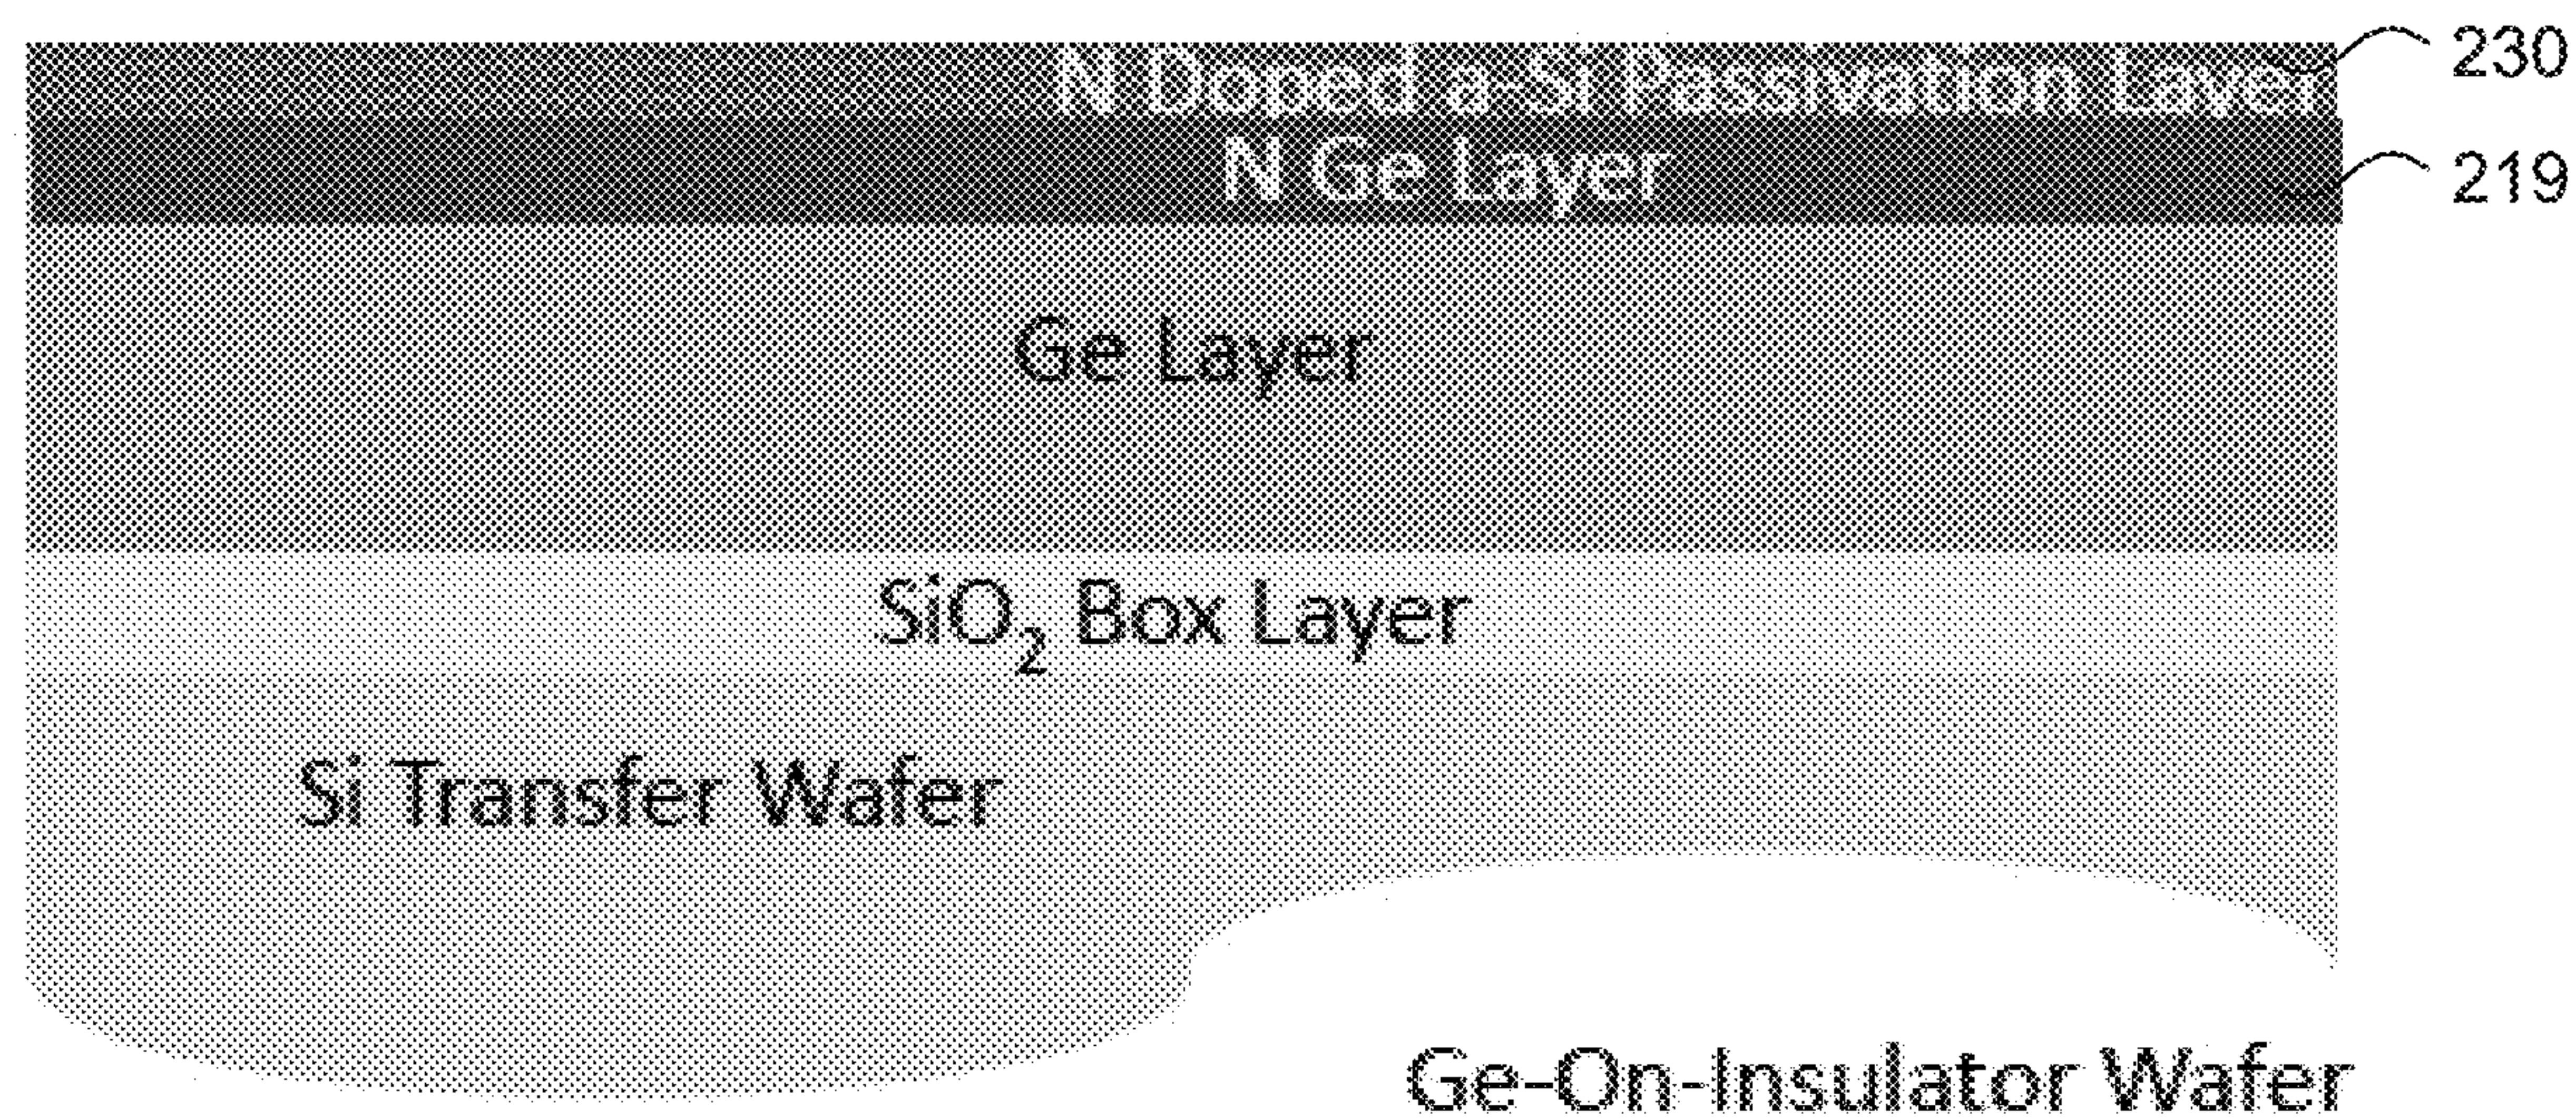 N Doped a-Si Passivation Layer
230
N Ge Layer
219
Ge Layer
SiO₂ Box Layer
Si Transfer Wafer
Ge-On-Insulator Wafer